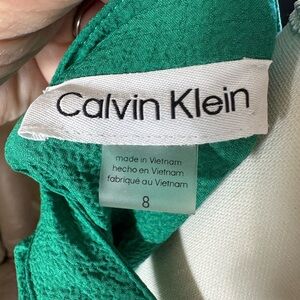 Calvin Klein
made in Vietnam
hecho en Vietnam
fabriqué au Vietnam
8